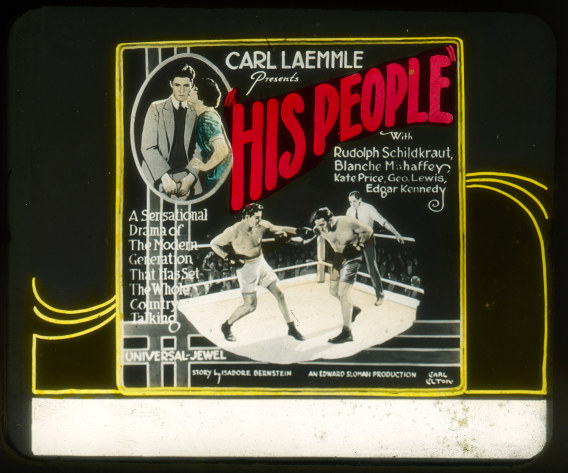 CARL LAEMMLE
Presents
"HIS PEOPLE"
With
Rudolph Schildkraut,
Blanche Mehaffey,
Kate Price, Geo. Lewis,
Edgar Kennedy
A Sensational
Drama of
The Modern
Generation
That Has Set
The Whole
Country
Talking
UNIVERSAL-JEWEL
STORY by ISADORE BERNSTEIN
AN EDWARD SLOMAN PRODUCTION
CARL
ELTON